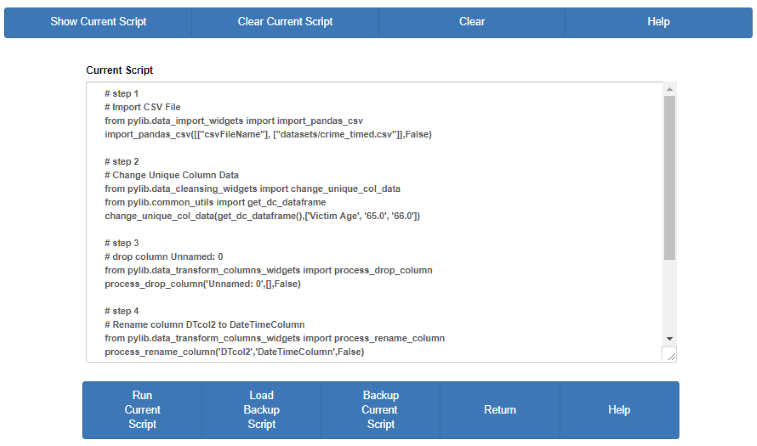 Show Current Script
Clear Current Script
Clear
Help
Current Script
# step 1
# Import CSV File
from pylib.data_import_widgets import import_pandas_csv
import_pandas_csv([["csvFileName"], ["datasets/crime_timed.csv"]],False)
# step 2
# Change Unique Column Data
from pylib.data_cleansing_widgets import change_unique_col_data
from pylib.common_utils import get_dc_dataframe
change_unique_col_data(get_dc_dataframe(),['Victim Age', '65.0', '66.0'])
# step 3
# drop column Unnamed: 0
from pylib.data_transform_columns_widgets import process_drop_column
process_drop_column('Unnamed: 0',[],False)
# step 4
# Rename column DTcol2 to DateTimeColumn
from pylib.data_transform_columns_widgets import process_rename_column
process_rename_column('DTcol2','DateTimeColumn',False)
Run
Current
Script
Load
Backup
Script
Backup
Current
Script
Return
Help